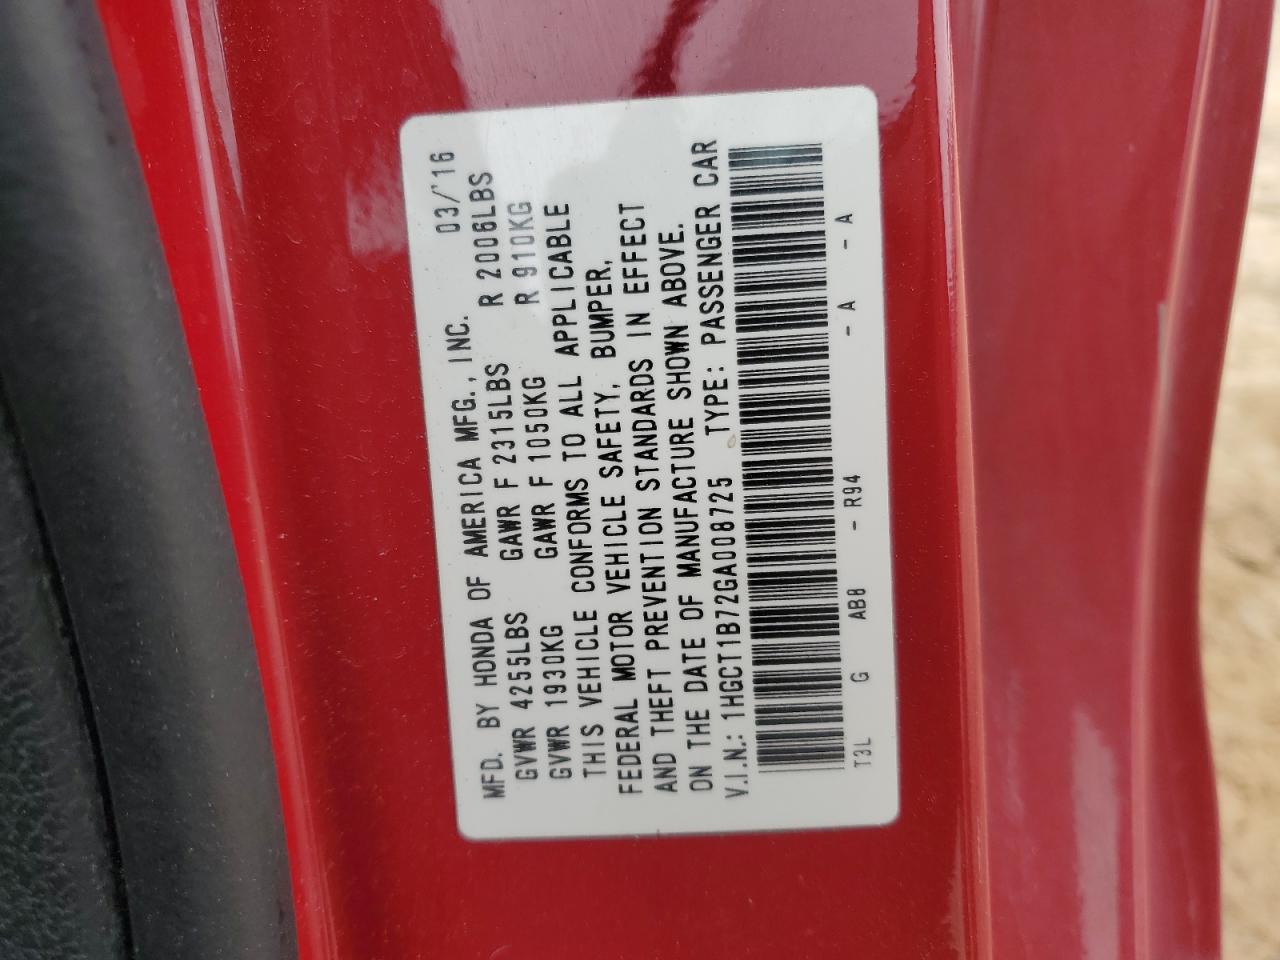 MFD. BY HONDA OF AMERICA MFG., INC. 03/'16
GVWR 4255LBS GAWR F 2315LBS R 2006LBS
GVWR 1930KG GAWR F 1050KG R 910KG
THIS VEHICLE CONFORMS TO ALL APPLICABLE
FEDERAL MOTOR VEHICLE SAFETY, BUMPER,
AND THEFT PREVENTION STANDARDS IN EFFECT
ON THE DATE OF MANUFACTURE SHOWN ABOVE.
V.I.N.: 1HGCT1B72GA008725 TYPE: PASSENGER CAR
T3L G AB8 - R94 - A - A